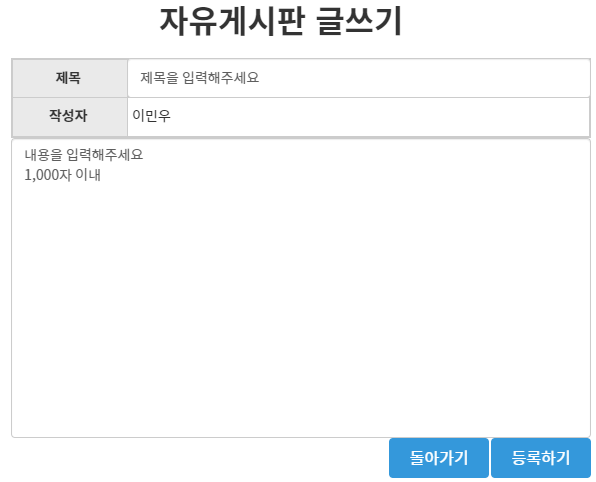 자유게시판 글쓰기
제목 제목을 입력해주세요
작성자 이민우
내용을 입력해주세요
1,000자 이내
돌아가기 등록하기